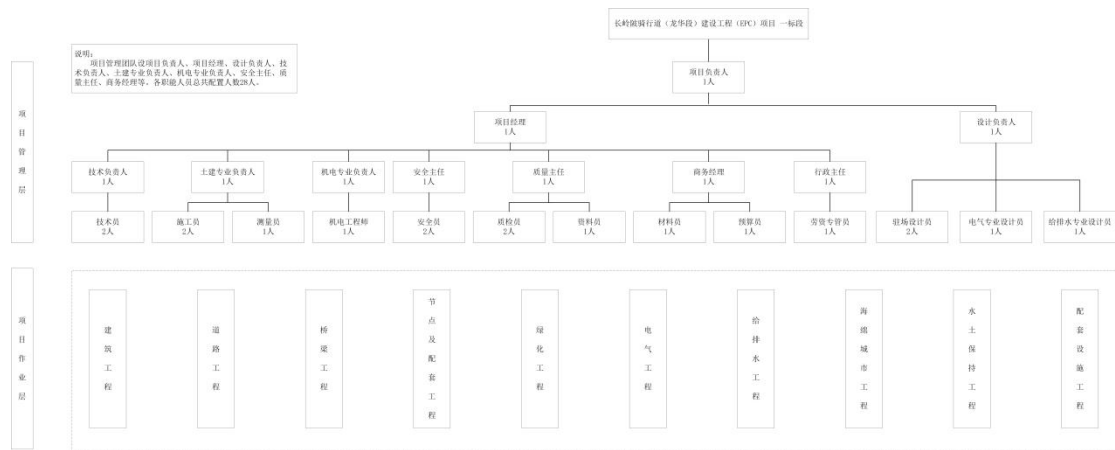 长岭陂骑行道（龙华段）建设工程（EPC）项目 一标段
说明：
项目管理团队设项目负责人、项目经理、设计负责人、技
术负责人、土建专业负责人、机电专业负责人、安全主任、质
量主任、商务经理等。各职能人员总共配置人数28人。
项目负责人
1人
项目管理层
项目经理
1人
设计负责人
1人
技术负责人
1人
土建专业负责人
1人
机电专业负责人
1人
安全主任
1人
质量主任
1人
商务经理
1人
行政主任
1人
技术员
2人
施工员
2人
测量员
1人
机电工程师
1人
安全员
2人
质检员
2人
资料员
1人
材料员
1人
预算员
1人
劳资专管员
1人
驻场设计员
2人
电气专业设计员
1人
给排水专业设计员
1人
项目作业层
建筑工程
道路工程
桥梁工程
节点及配套工程
绿化工程
电气工程
给排水工程
海绵城市工程
水土保持工程
配套设施工程